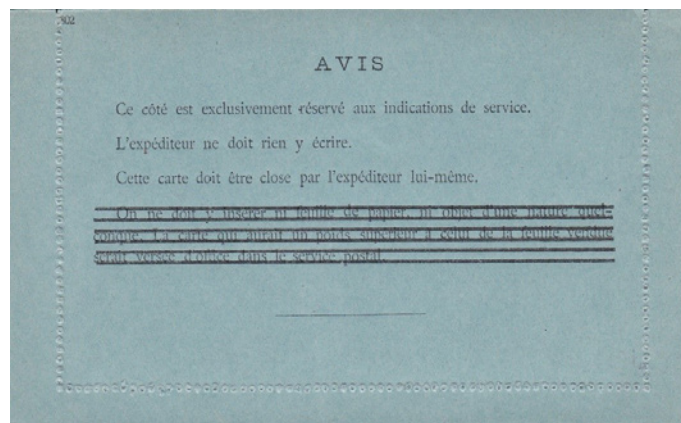 802
AVIS
Ce côté est exclusivement réservé aux indications de service.
L'expéditeur ne doit rien y écrire.
Cette carte doit être close par l'expéditeur lui-même.
On ne doit y insérer ni feuille de papier, ni objet d'une nature quel-
conque. La carte qui aurait un poids supérieur à celui de la feuille vendue
serait versée d'office dans le service postal.